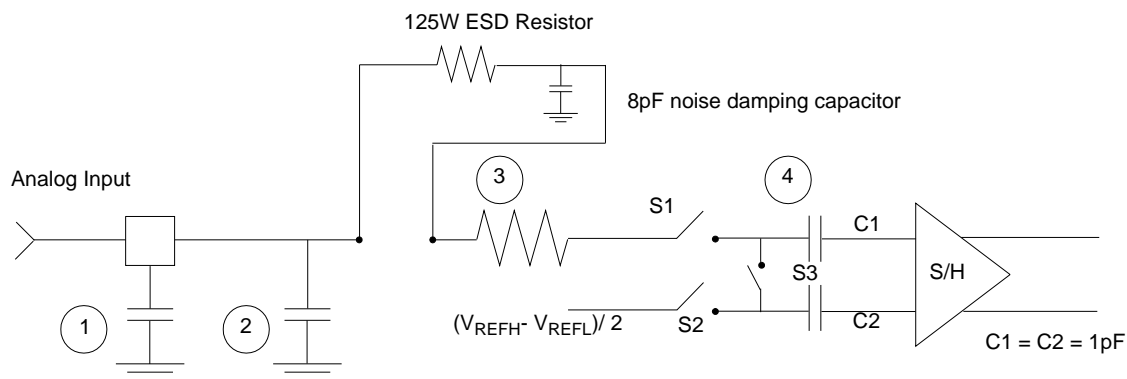 125W ESD Resistor
8pF noise damping capacitor
Analog Input
3
4
S1
C1
S/H
S3
1
2
(VREFH- VREFL)/ 2
S2
C2
C1 = C2 = 1pF